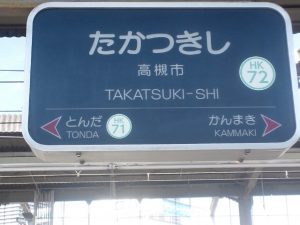 たかつきし
高槻市
HK
72
TAKATSUKI-SHI
とんだ
TONDA
HK
71
かんまき
KAMMAKI